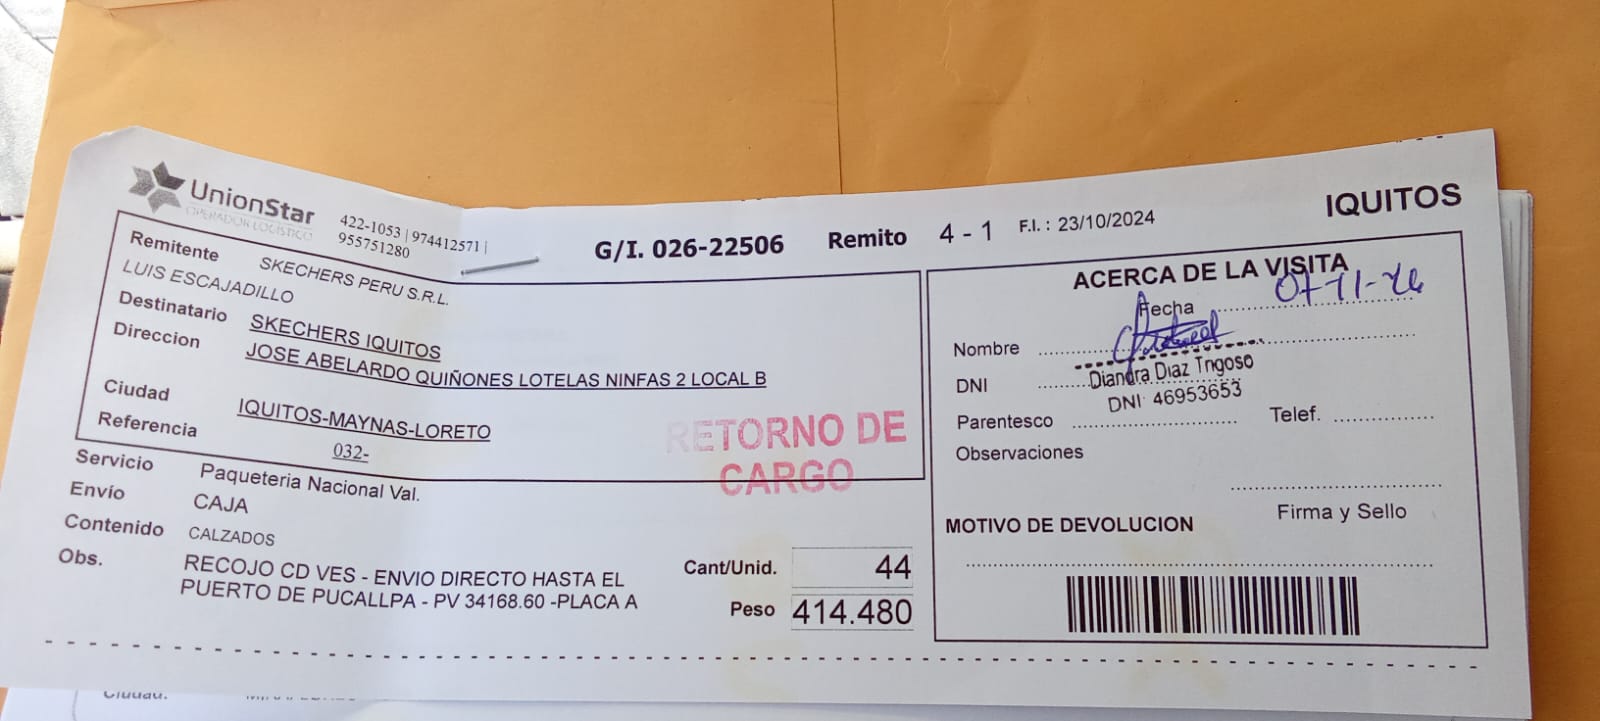 UnionStar
OPERADOR LOGISTICO
422-1053 | 974412571 |
955751280
G/I. 026-22506 Remito 4 - 1 F.I. : 23/10/2024 IQUITOS
Remitente SKECHERS PERU S.R.L.
LUIS ESCAJADILLO
Destinatario SKECHERS IQUITOS
Direccion JOSE ABELARDO QUIÑONES LOTELAS NINFAS 2 LOCAL B
Ciudad IQUITOS-MAYNAS-LORETO
Referencia 032-
RETORNO DE
CARGO
Servicio Paqueteria Nacional Val.
Envío CAJA
Contenido CALZADOS
Obs. RECOJO CD VES - ENVIO DIRECTO HASTA EL
PUERTO DE PUCALLPA - PV 34168.60 -PLACA A
Cant/Unid. 44
Peso 414.480
ACERCA DE LA VISITA
Fecha
Nombre
DNI Diandra Diaz Tngoso
DNI 46953653
Parentesco Telef.
Observaciones
Firma y Sello
MOTIVO DE DEVOLUCION
Ciudad: